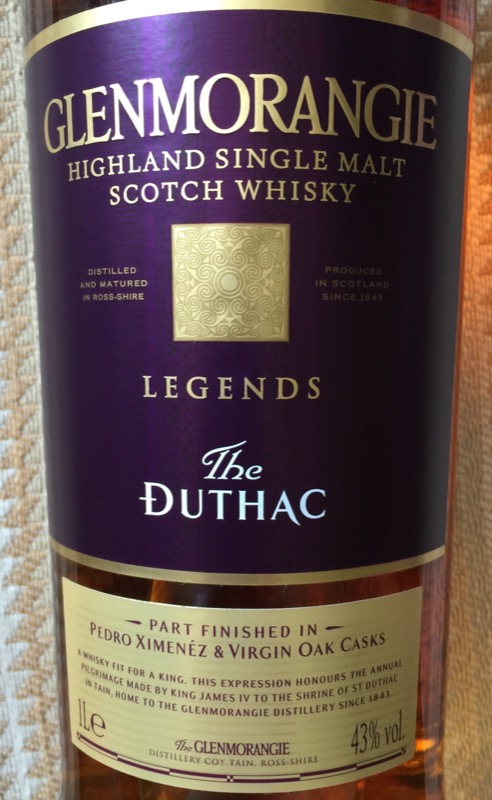 GLENMORANGIE
HIGHLAND SINGLE MALT
SCOTCH WHISKY
DISTILLED
AND MATURED
IN ROSS-SHIRE
PRODUCED
IN SCOTLAND
SINCE 1843
LEGENDS
The
DUTHAC
PART FINISHED IN
PEDRO XIMENÉZ & VIRGIN OAK CASKS
A WHISKY FIT FOR A KING. THIS EXPRESSION HONOURS THE ANNUAL
PILGRIMAGE MADE BY KING JAMES IV TO THE SHRINE OF ST DUTHAC
IN TAIN, HOME TO THE GLENMORANGIE DISTILLERY SINCE 1843.
1L e
The GLENMORANGIE
DISTILLERY COY. TAIN, ROSS-SHIRE
43% vol.